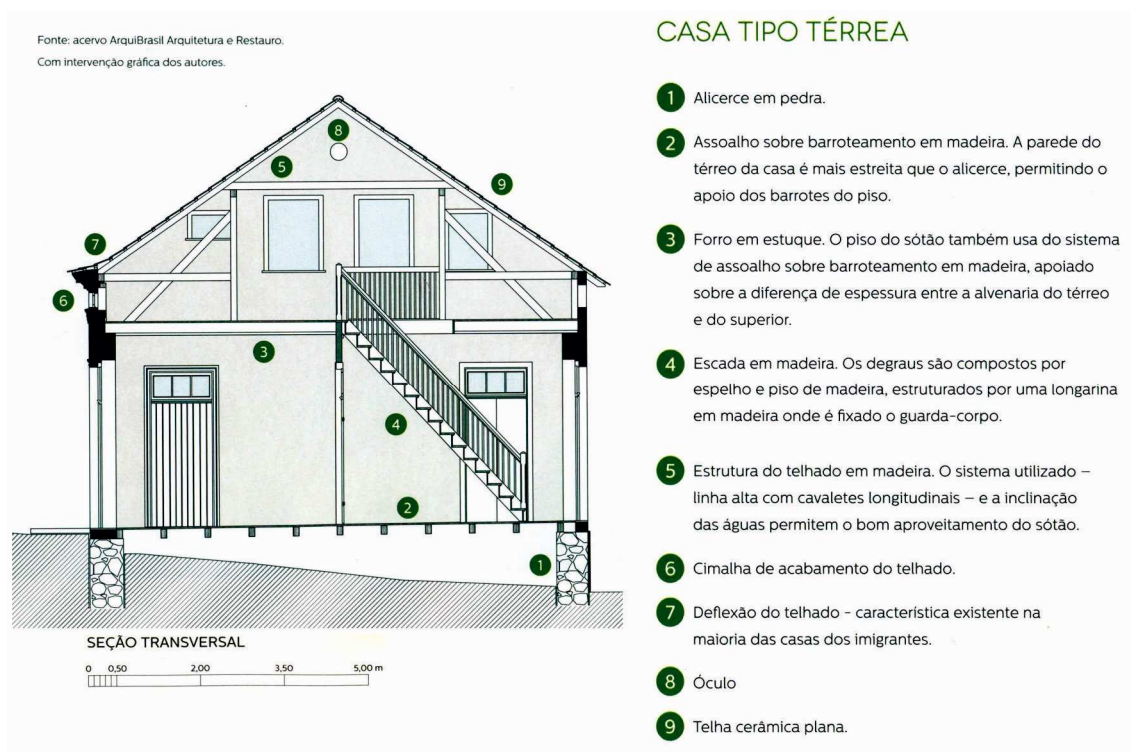 Fonte: acervo ArquiBrasil Arquitetura e Restauro.
Com intervenção gráfica dos autores.
8
5
9
7
6
3
4
2
1
SEÇÃO TRANSVERSAL
0 0,50 2,00 3,50 5,00 m
CASA TIPO TÉRREA
1 Alicerce em pedra.
2 Assoalho sobre barroteamento em madeira. A parede do
térreo da casa é mais estreita que o alicerce, permitindo o
apoio dos barrotes do piso.
3 Forro em estuque. O piso do sótão também usa do sistema
de assoalho sobre barroteamento em madeira, apoiado
sobre a diferença de espessura entre a alvenaria do térreo
e do superior.
4 Escada em madeira. Os degraus são compostos por
espelho e piso de madeira, estruturados por uma longarina
em madeira onde é fixado o guarda-corpo.
5 Estrutura do telhado em madeira. O sistema utilizado –
linha alta com cavaletes longitudinais – e a inclinação
das águas permitem o bom aproveitamento do sótão.
6 Cimalha de acabamento do telhado.
7 Deflexão do telhado - característica existente na
maioria das casas dos imigrantes.
8 Óculo
9 Telha cerâmica plana.